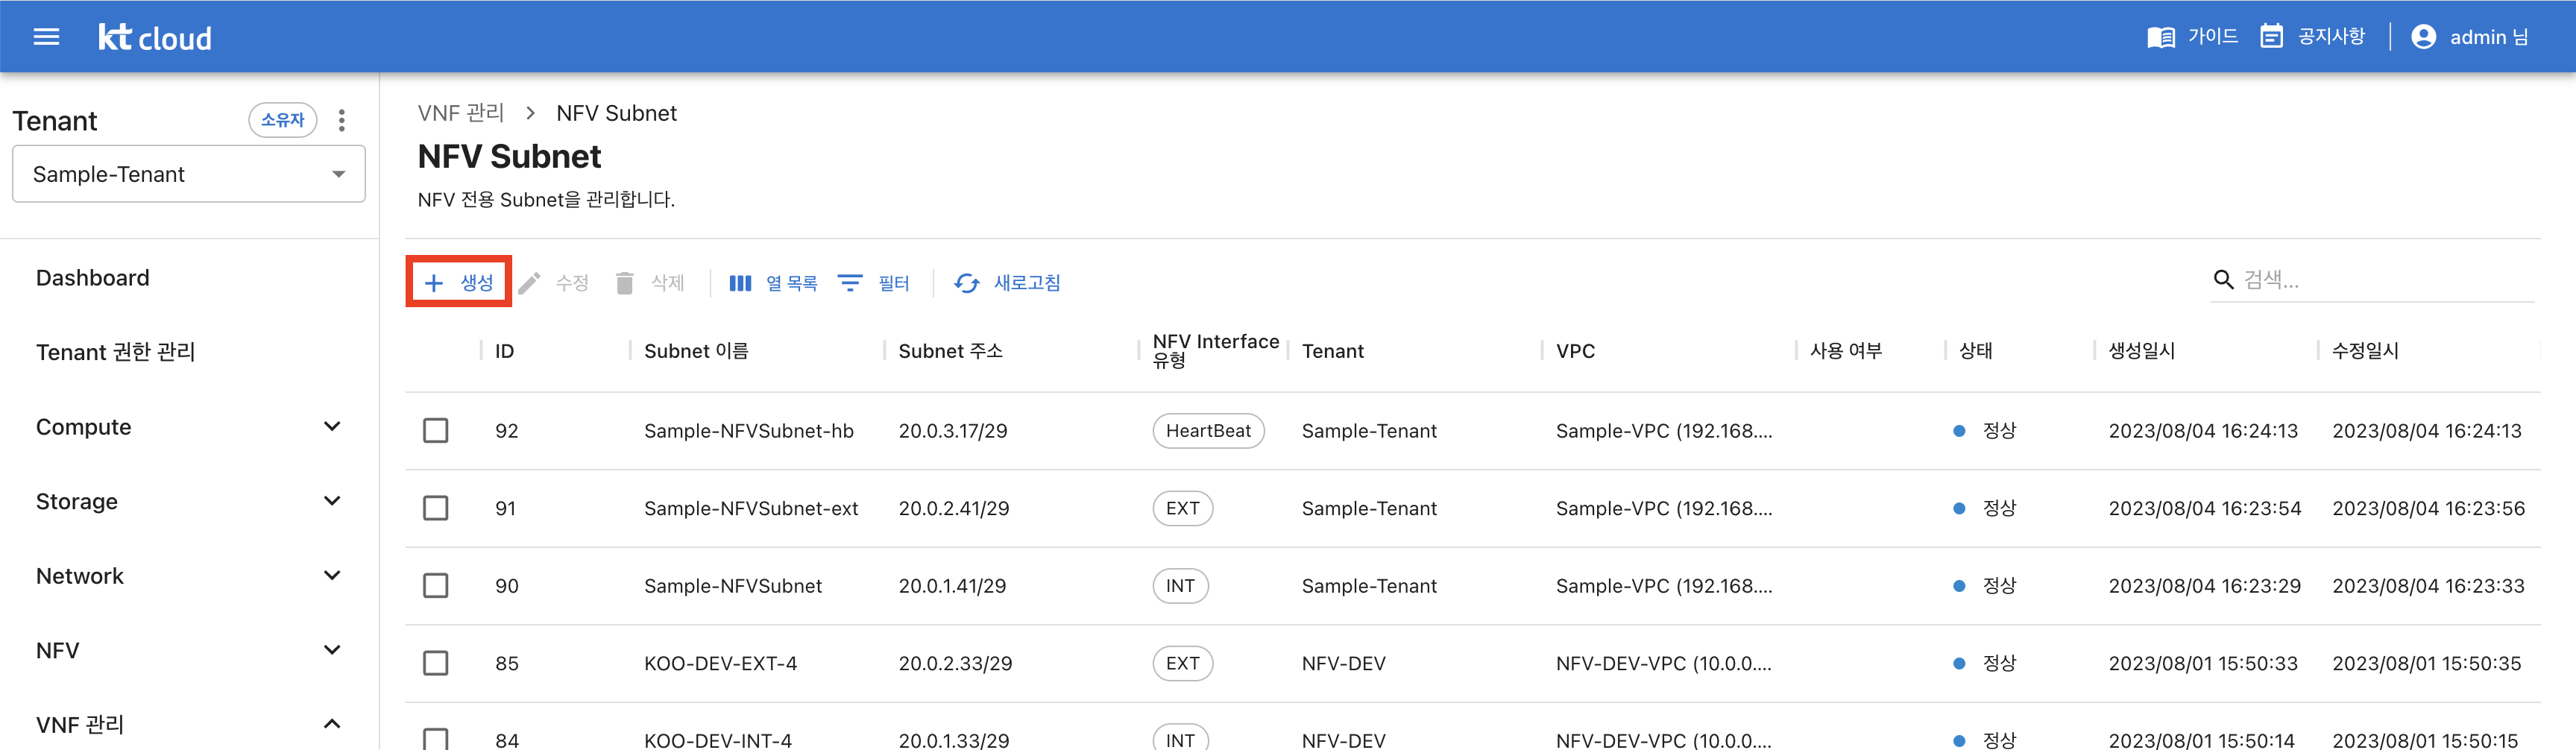 kt cloud
가이드
공지사항
admin 님
Tenant
소유자
Sample-Tenant
Dashboard
Tenant 권한 관리
Compute
Storage
Network
NFV
VNF 관리
VNF 관리 > NFV Subnet
NFV Subnet
NFV 전용 Subnet을 관리합니다.
+ 생성 수정 삭제 열 목록 필터 새로고침
검색...
ID Subnet 이름 Subnet 주소 NFV Interface 유형 Tenant VPC 사용 여부 상태 생성일시 수정일시
92 Sample-NFVSubnet-hb 20.0.3.17/29 HeartBeat Sample-Tenant Sample-VPC (192.168.... 정상 2023/08/04 16:24:13 2023/08/04 16:24:13
91 Sample-NFVSubnet-ext 20.0.2.41/29 EXT Sample-Tenant Sample-VPC (192.168.... 정상 2023/08/04 16:23:54 2023/08/04 16:23:56
90 Sample-NFVSubnet 20.0.1.41/29 INT Sample-Tenant Sample-VPC (192.168.... 정상 2023/08/04 16:23:29 2023/08/04 16:23:33
85 KOO-DEV-EXT-4 20.0.2.33/29 EXT NFV-DEV NFV-DEV-VPC (10.0.0.... 정상 2023/08/01 15:50:33 2023/08/01 15:50:35
84 KOO-DEV-INT-4 20.0.1.33/29 INT NFV-DEV NFV-DEV-VPC (10.0.0.... 정상 2023/08/01 15:50:14 2023/08/01 15:50:15